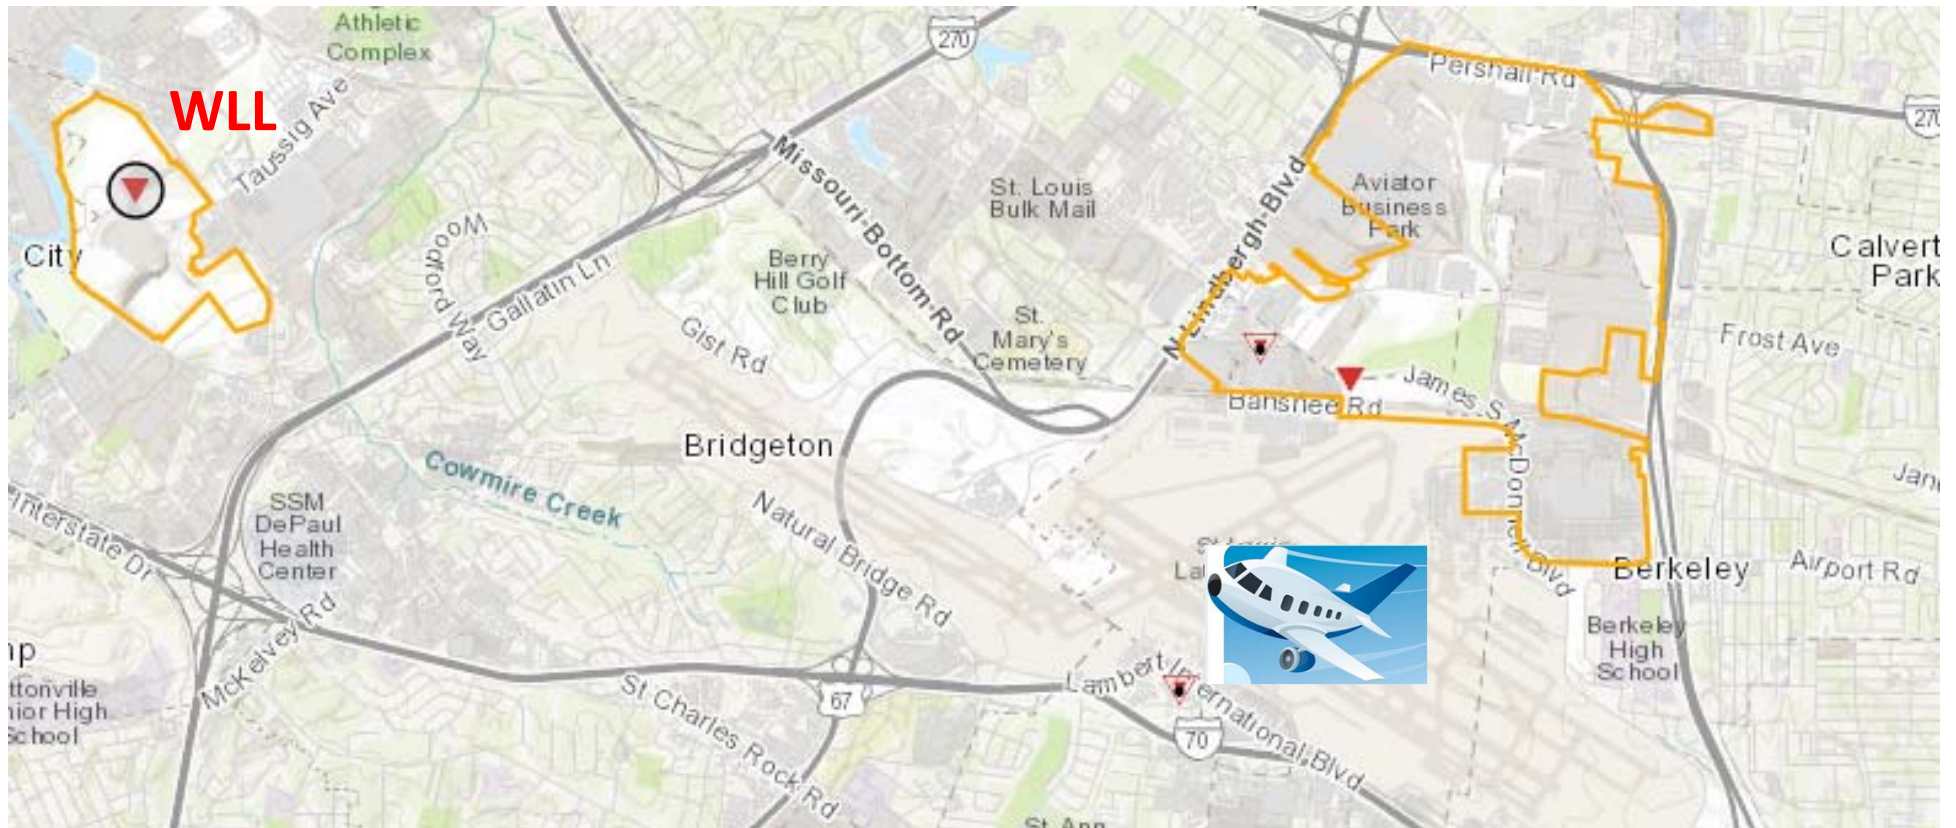 Athletic
Complex
270
Pershall Rd
WLL
Taussig Ave
270
Missouri-Bottom-Rd
St. Louis
Bulk Mail
N-Lindbergh-Blvd
Aviator
Business
Park
City
Woodford Way
Gallatin Ln
Berry
Hill Golf
Club
Calvert
Park
Gist Rd
St.
Mary's
Cemetery
Frost Ave
Banshee Rd
James S McDonnell Blvd
Bridgeton
Cowmire Creek
SSM
DePaul
Health
Center
Interstate Dr
Natural Bridge Rd
Berkeley
Airport Rd
McKelvey Rd
Berkeley
High
School
St Charles Rock Rd
67
Lambert International Blvd
70
School
St Ann